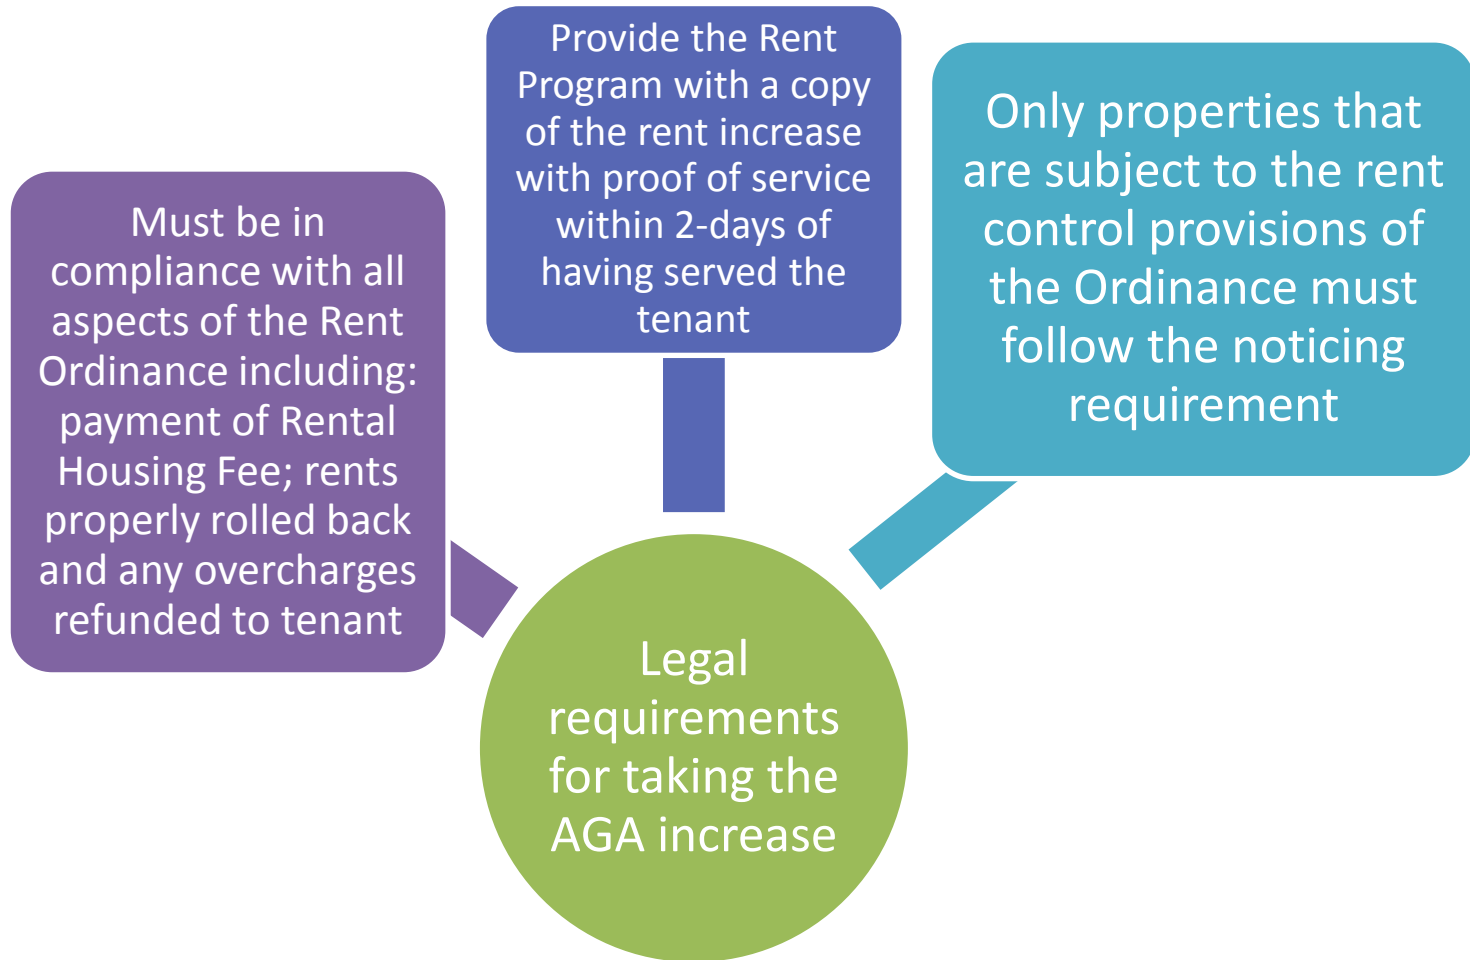 Must be in
compliance with all
aspects of the Rent
Ordinance including:
payment of Rental
Housing Fee; rents
properly rolled back
and any overcharges
refunded to tenant
Provide the Rent
Program with a copy
of the rent increase
with proof of service
within 2-days of
having served the
tenant
Only properties that
are subject to the rent
control provisions of
the Ordinance must
follow the noticing
requirement
Legal
requirements
for taking the
AGA increase